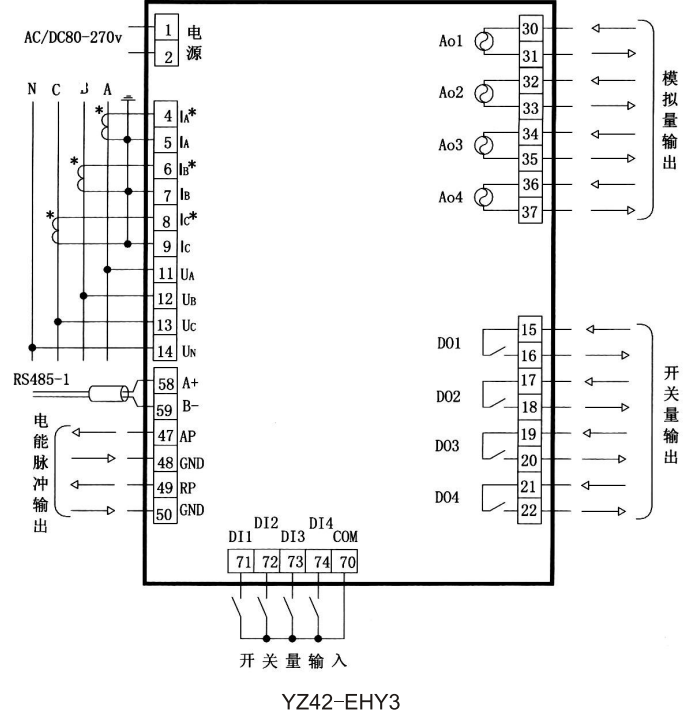 AC/DC80-270v
1 电
2 源
N C B A
4 IA*
5 IA
6 IB*
7 IB
8 IC*
9 IC
11 UA
12 UB
13 UC
14 UN
* * *
RS485-1
58 A+
59 B-
电能脉冲输出
47 AP
48 GND
49 RP
50 GND
Ao1 30
31
Ao2 32
33
Ao3 34
35
Ao4 36
37
模拟量输出
DO1 15
16
DO2 17
18
DO3 19
20
DO4 21
22
开关量输出
DI1 DI2 DI3 DI4 COM
71 72 73 74 70
开关量输入
YZ42-EHY3